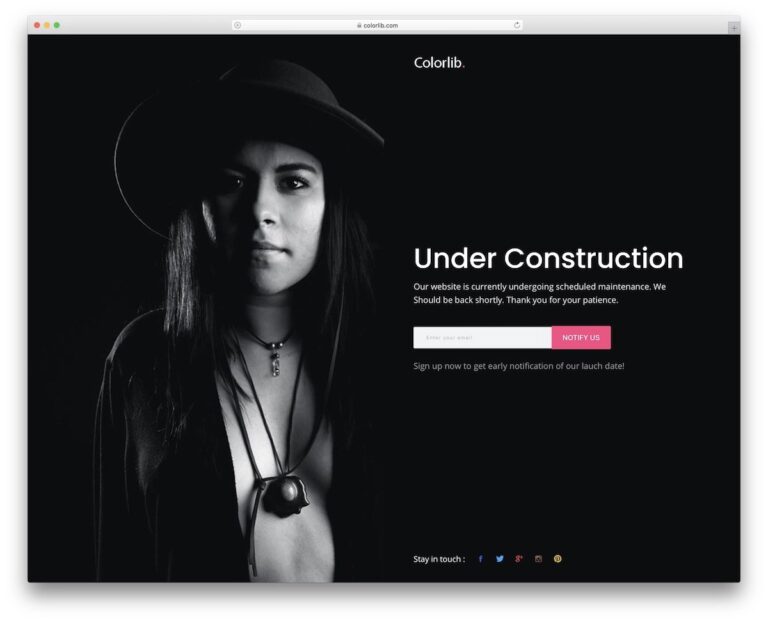 colorlib.com
Colorlib.
Under Construction
Our website is currently undergoing scheduled maintenance. We
Should be back shortly. Thank you for your patience.
Enter your email
NOTIFY US
Sign up now to get early notification of our lauch date!
Stay in touch :